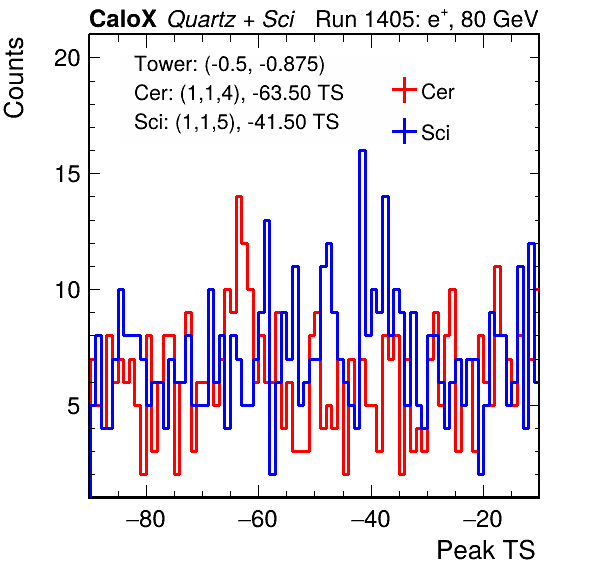 CaloX Quartz + Sci Run 1405: e+, 80 GeV
Counts
Tower: (-0.5, -0.875)
Cer: (1,1,4), -63.50 TS
Sci: (1,1,5), -41.50 TS
Cer
Sci
20
15
10
5
−80 −60 −40 −20
Peak TS